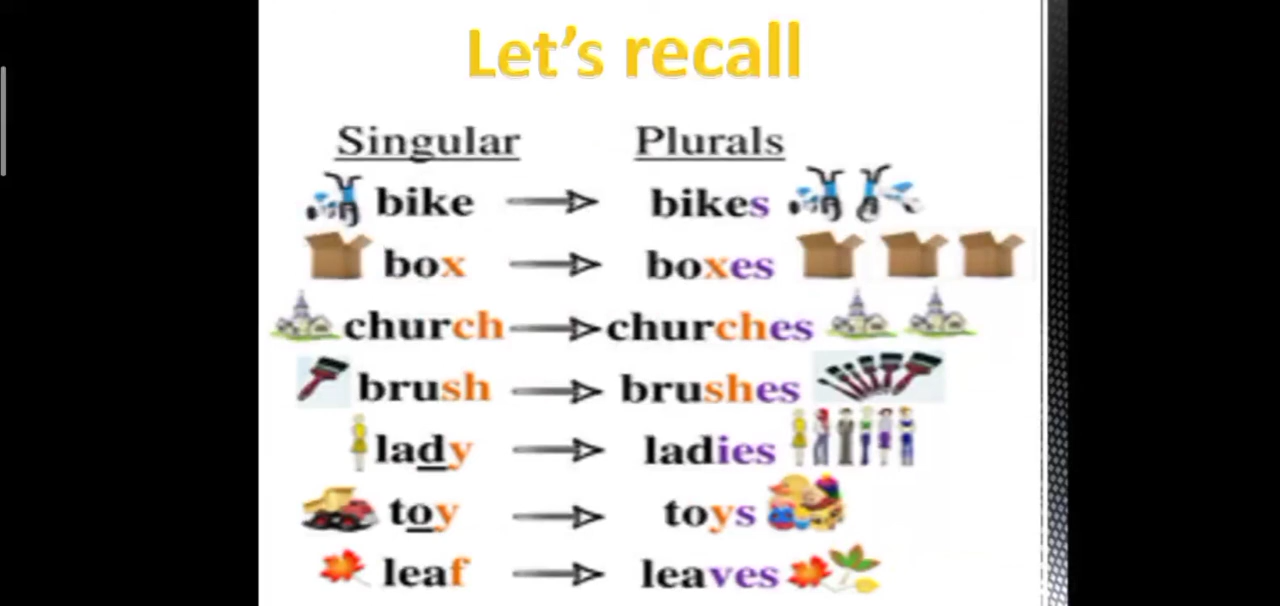 Let's recall
Singular Plurals
bike bikes
box boxes
church churches
brush brushes
lady ladies
toy toys
leaf leaves